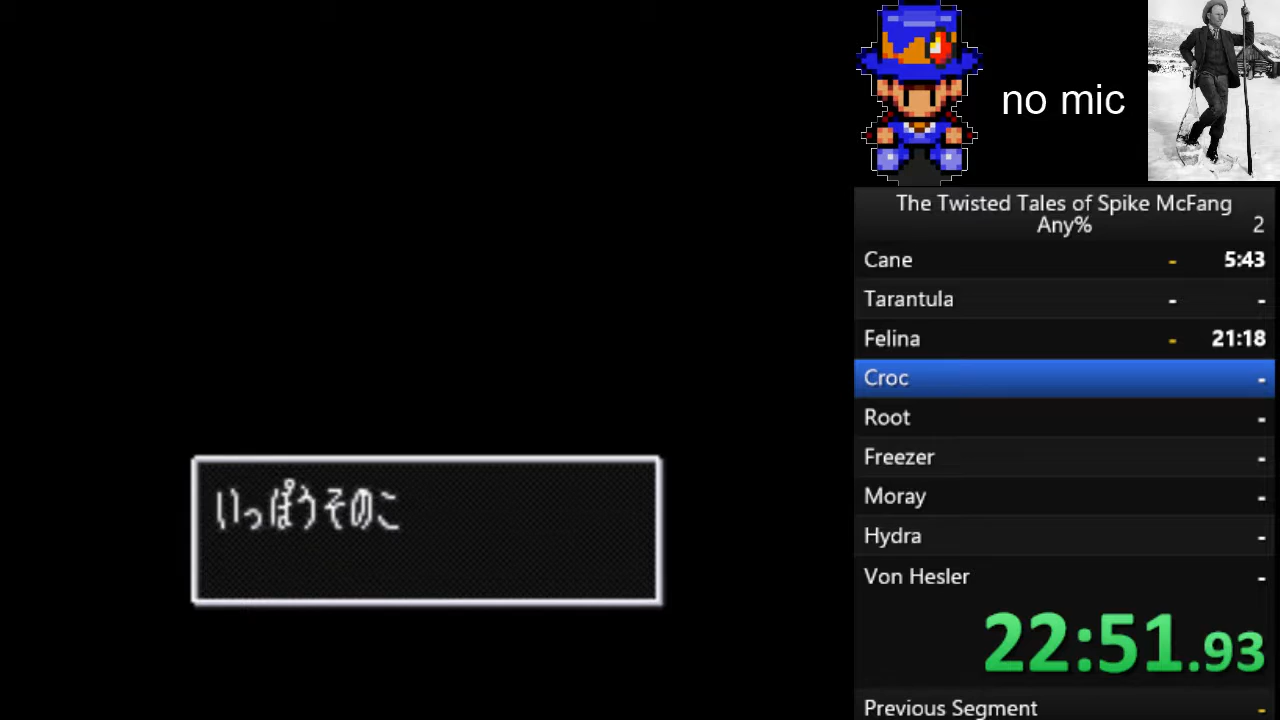 no mic
The Twisted Tales of Spike McFang
Any% 2
Cane - 5:43
Tarantula - -
Felina - 21:18
Croc -
Root -
Freezer -
Moray -
Hydra -
Von Hesler -
22:51.93
Previous Segment -
いっぽうそのこ